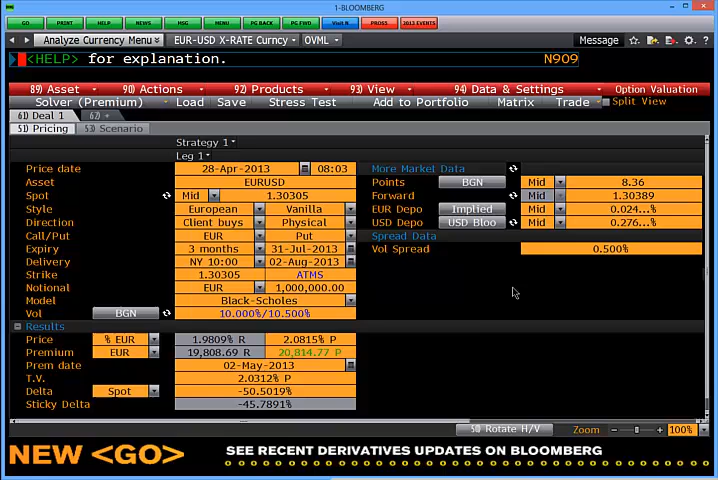 1-BLOOMBERG
GO PRINT HELP NEWS MSG MENU PG BACK PG FWD Visit N PROSS 2013 EVENTS
Analyze Currency Menu EUR-USD X-RATE Curncy OVML Message
<HELP> for explanation. N909
89) Asset 90) Actions 92) Products 93) View 94) Data & Settings Option Valuation
Solver (Premium) Load Save Stress Test Add to Portfolio Matrix Trade Split View
61) Deal 1 62) +
51) Pricing 53) Scenario
Strategy 1
Leg 1
Price date 28-Apr-2013 08:03 More Market Data
Asset EURUSD Points BGN Mid 8.36
Spot Mid 1.30305 Forward Mid 1.30389
Style European Vanilla EUR Depo Implied Mid 0.024...%
Direction Client buys Physical USD Depo USD Bloo Mid 0.276...%
Call/Put EUR Put Spread Data
Expiry 3 months 31-Jul-2013 Vol Spread 0.500%
Delivery NY 10:00 02-Aug-2013
Strike 1.30305 ATMS
Notional EUR 1,000,000.00
Model Black-Scholes
Vol BGN 10.000%/10.500%
Results
Price % EUR 1.9809% R 2.0815% P
Premium EUR 19,808.69 R 20,814.77 P
Prem date 02-May-2013
T.V. 2.0312% P
Delta Spot -50.5019%
Sticky Delta -45.7891%
50) Rotate H/V Zoom - + 100%
NEW <GO> SEE RECENT DERIVATIVES UPDATES ON BLOOMBERG